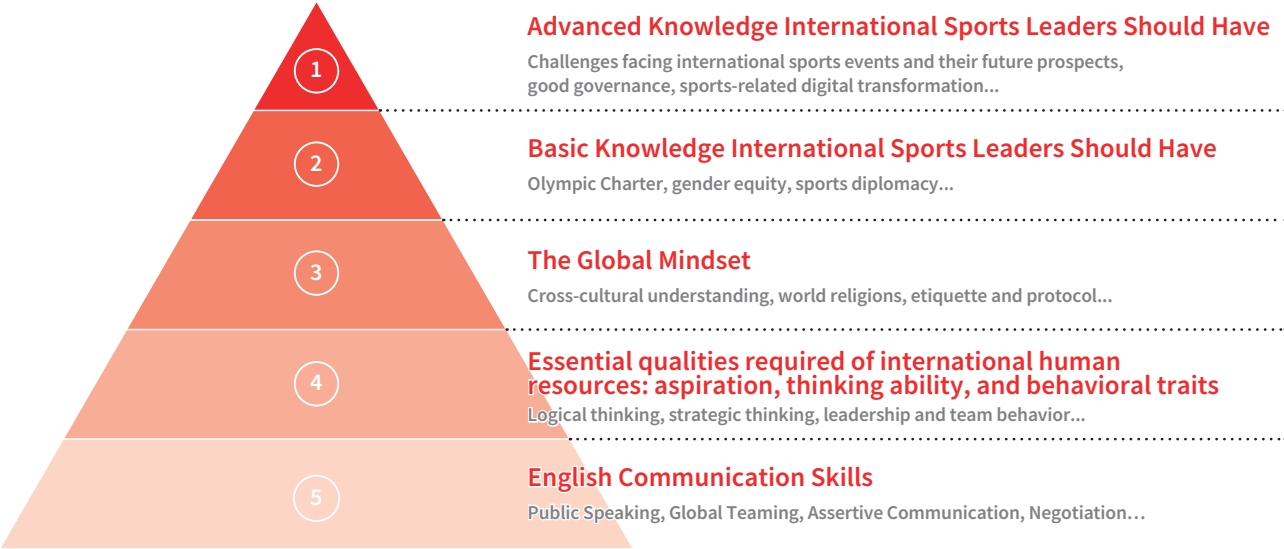 1
Advanced Knowledge International Sports Leaders Should Have
Challenges facing international sports events and their future prospects,
good governance, sports-related digital transformation...
2
Basic Knowledge International Sports Leaders Should Have
Olympic Charter, gender equity, sports diplomacy...
3
The Global Mindset
Cross-cultural understanding, world religions, etiquette and protocol...
4
Essential qualities required of international human
resources: aspiration, thinking ability, and behavioral traits
Logical thinking, strategic thinking, leadership and team behavior...
5
English Communication Skills
Public Speaking, Global Teaming, Assertive Communication, Negotiation…